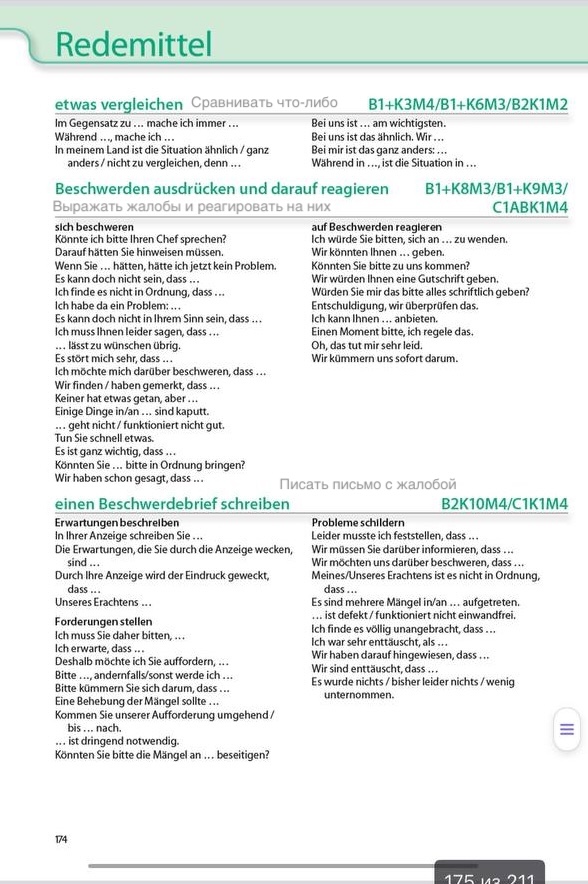 Redemittel
etwas vergleichen Сравнивать что-либо B1+K3M4/B1+K6M3/B2K1M2
Im Gegensatz zu … mache ich immer …
Während …, mache ich …
In meinem Land ist die Situation ähnlich / ganz
anders / nicht zu vergleichen, denn …
Bei uns ist … am wichtigsten.
Bei uns ist das ähnlich. Wir …
Bei mir ist das ganz anders: …
Während in …, ist die Situation in …
Beschwerden ausdrücken und darauf reagieren B1+K8M3/B1+K9M3/
Выражать жалобы и реагировать на них C1ABK1M4
sich beschweren
Könnte ich bitte Ihren Chef sprechen?
Darauf hätten Sie hinweisen müssen.
Wenn Sie … hätten, hätte ich jetzt kein Problem.
Es kann doch nicht sein, dass …
Ich finde es nicht in Ordnung, dass …
Ich habe da ein Problem: …
Es kann doch nicht in Ihrem Sinn sein, dass …
Ich muss Ihnen leider sagen, dass …
… lässt zu wünschen übrig.
Es stört mich sehr, dass …
Ich möchte mich darüber beschweren, dass …
Wir finden / haben gemerkt, dass …
Keiner hat etwas getan, aber …
Einige Dinge in/an … sind kaputt.
… geht nicht / funktioniert nicht gut.
Tun Sie schnell etwas.
Es ist ganz wichtig, dass …
Könnten Sie … bitte in Ordnung bringen?
Wir haben schon gesagt, dass …
auf Beschwerden reagieren
Ich würde Sie bitten, sich an … zu wenden.
Wir könnten Ihnen … geben.
Könnten Sie bitte zu uns kommen?
Wir würden Ihnen eine Gutschrift geben.
Würden Sie mir das bitte alles schriftlich geben?
Entschuldigung, wir überprüfen das.
Ich kann Ihnen … anbieten.
Einen Moment bitte, ich regele das.
Oh, das tut mir sehr leid.
Wir kümmern uns sofort darum.
Писать письмо с жалобой
einen Beschwerdebrief schreiben B2K10M4/C1K1M4
Erwartungen beschreiben
In Ihrer Anzeige schreiben Sie …
Die Erwartungen, die Sie durch die Anzeige wecken,
sind …
Durch Ihre Anzeige wird der Eindruck geweckt,
dass …
Unseres Erachtens …
Forderungen stellen
Ich muss Sie daher bitten, …
Ich erwarte, dass …
Deshalb möchte ich Sie auffordern, …
Bitte …, andernfalls/sonst werde ich …
Bitte kümmern Sie sich darum, dass …
Eine Behebung der Mängel sollte …
Kommen Sie unserer Aufforderung umgehend /
bis … nach.
… ist dringend notwendig.
Könnten Sie bitte die Mängel an … beseitigen?
Probleme schildern
Leider musste ich feststellen, dass …
Wir müssen Sie darüber informieren, dass …
Wir möchten uns darüber beschweren, dass …
Meines/Unseres Erachtens ist es nicht in Ordnung,
dass …
Es sind mehrere Mängel in/an … aufgetreten.
… ist defekt / funktioniert nicht einwandfrei.
Ich finde es völlig unangebracht, dass …
Ich war sehr enttäuscht, als …
Wir haben darauf hingewiesen, dass …
Wir sind enttäuscht, dass …
Es wurde nichts / bisher leider nichts / wenig
unternommen.
174
175 из 211